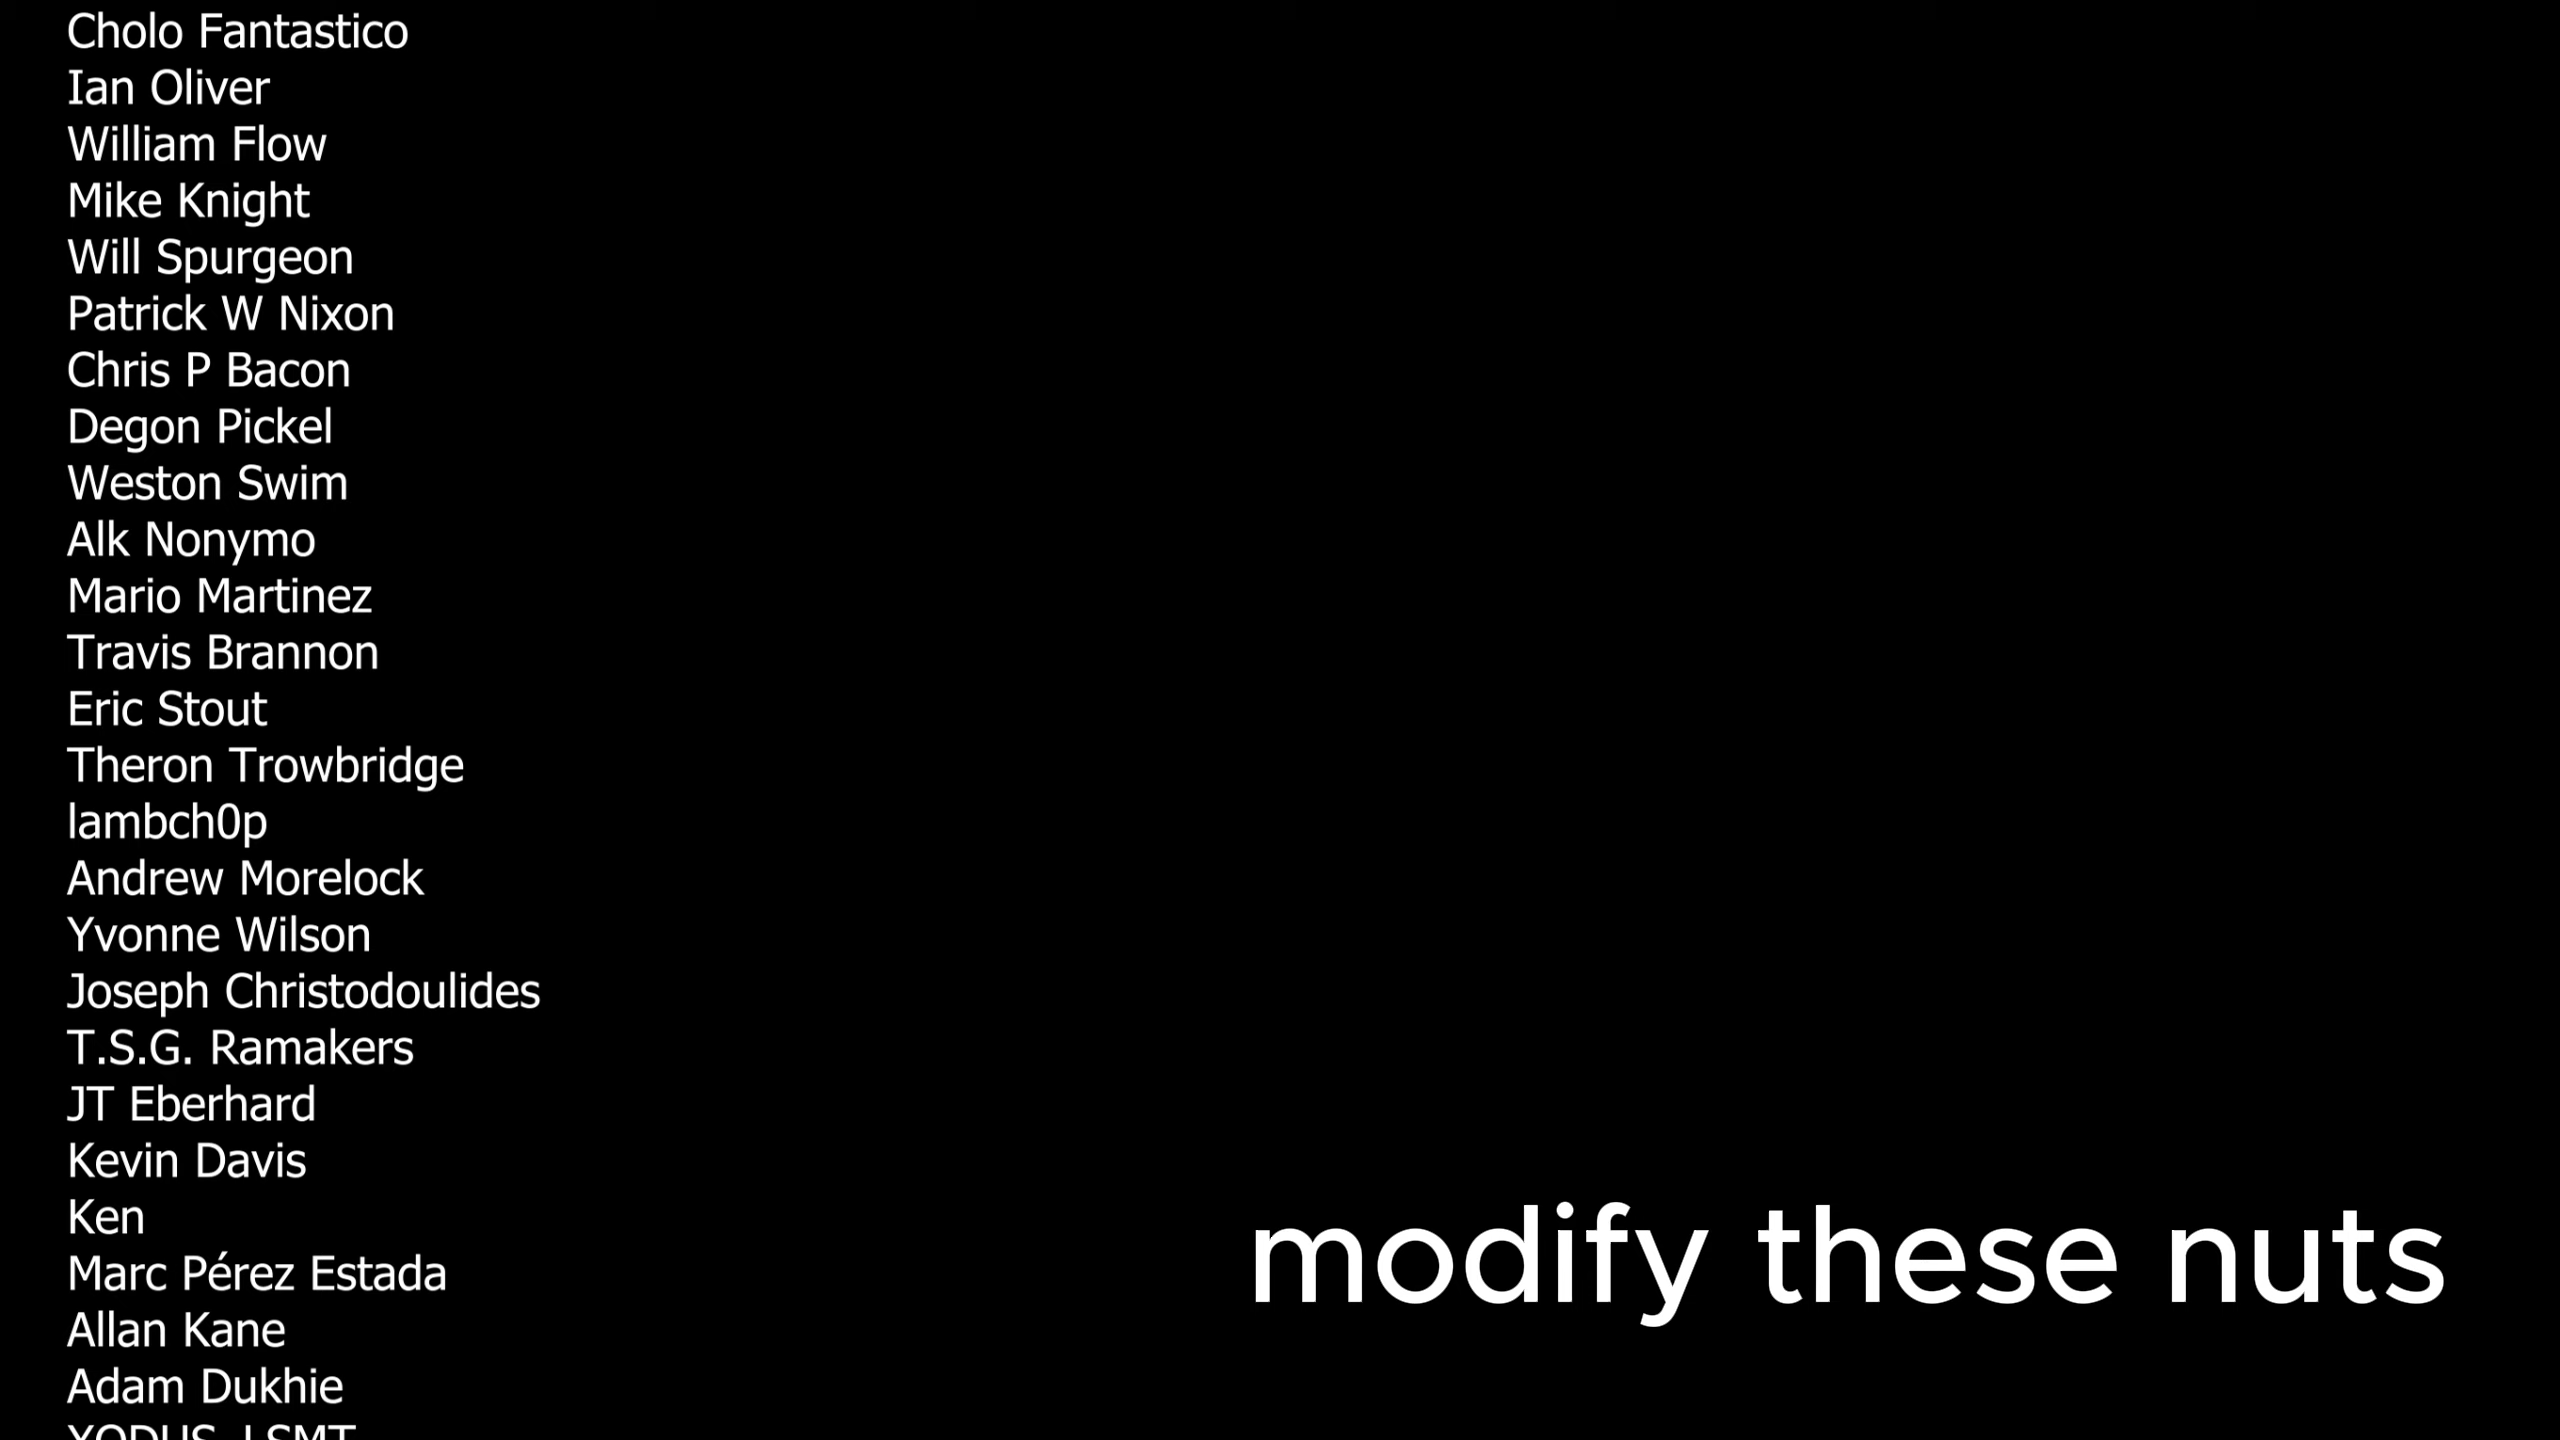 Cholo Fantastico
Ian Oliver
William Flow
Mike Knight
Will Spurgeon
Patrick W Nixon
Chris P Bacon
Degon Pickel
Weston Swim
Alk Nonymo
Mario Martinez
Travis Brannon
Eric Stout
Theron Trowbridge
lambch0p
Andrew Morelock
Yvonne Wilson
Joseph Christodoulides
T.S.G. Ramakers
JT Eberhard
Kevin Davis
Ken
Marc Pérez Estada
Allan Kane
Adam Dukhie
modify these nuts